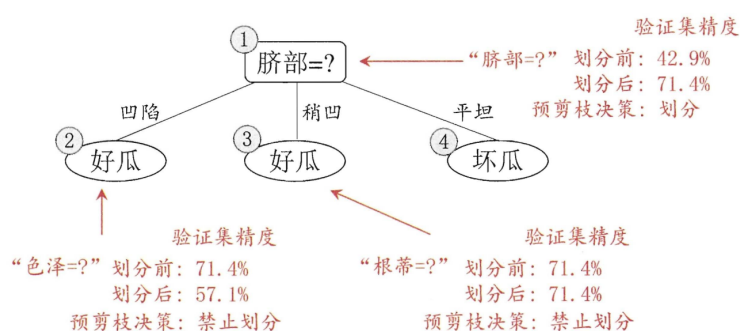 验证集精度
①
脐部=?
“脐部=?” 划分前: 42.9%
划分后: 71.4%
预剪枝决策: 划分
凹陷
稍凹
平坦
②
好瓜
③
好瓜
④
坏瓜
验证集精度
“色泽=?” 划分前: 71.4%
划分后: 57.1%
预剪枝决策: 禁止划分
验证集精度
“根蒂=?” 划分前: 71.4%
划分后: 71.4%
预剪枝决策: 禁止划分